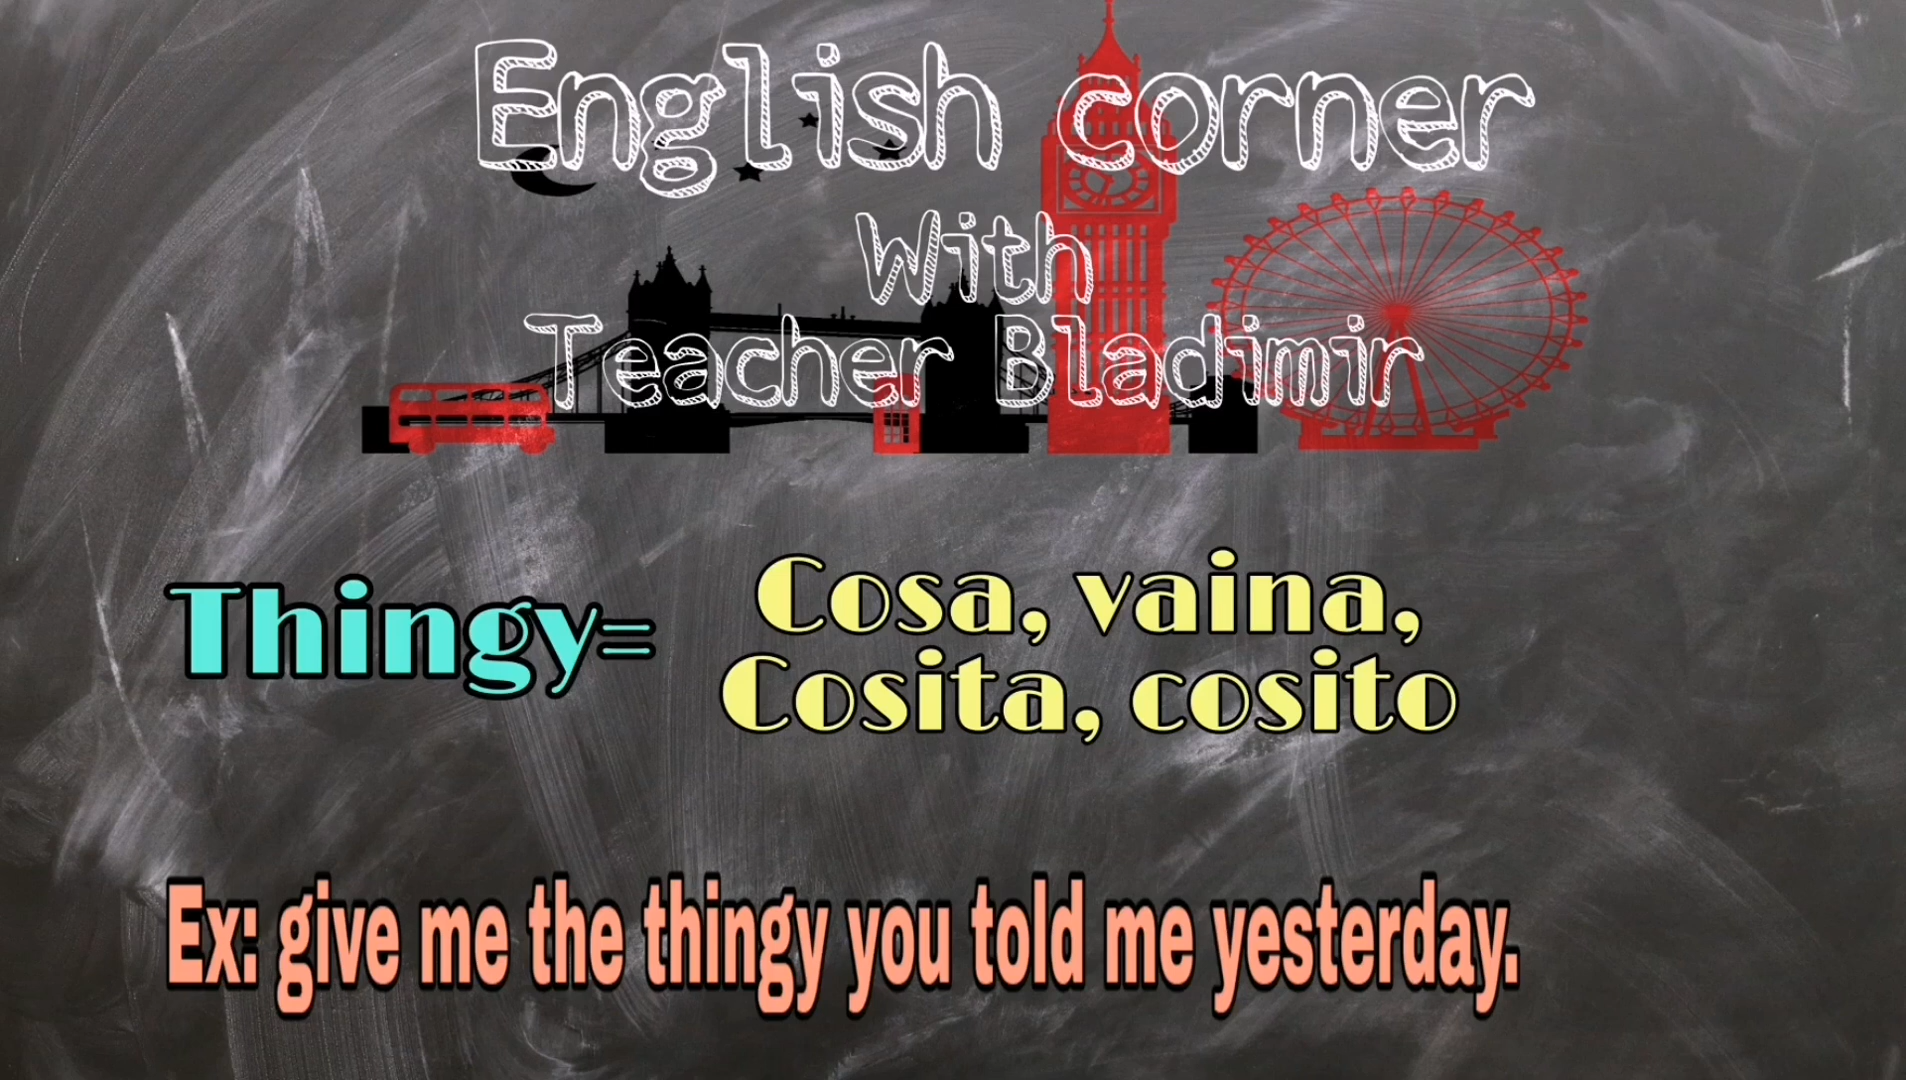 English corner
With
Teacher Bladimir
Thingy=
Cosa, vaina,
Cosita, cosito
Ex: give me the thingy you told me yesterday.